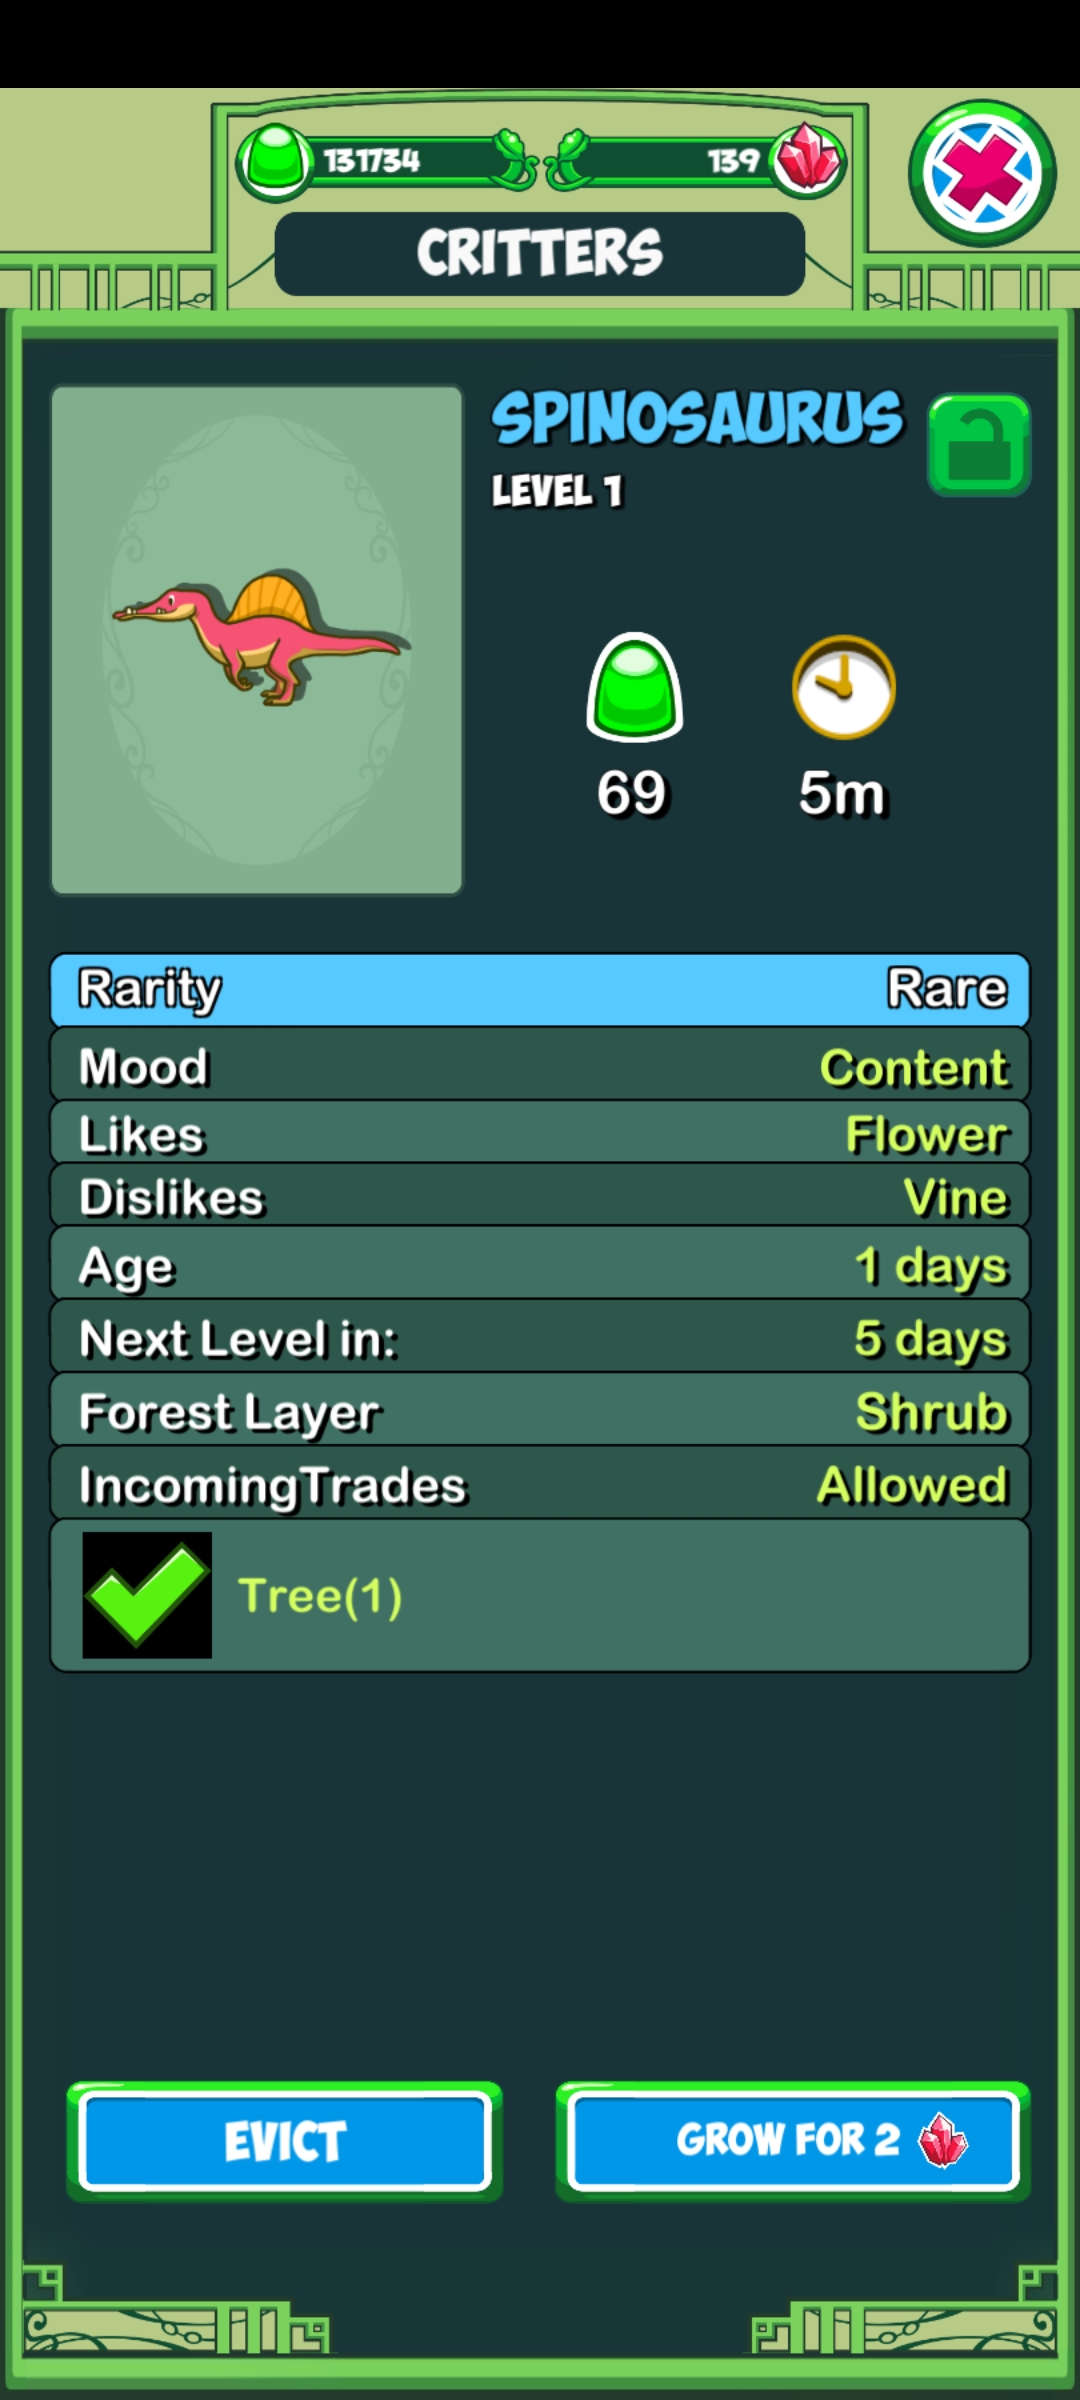 131734
139
CRITTERS
SPINOSAURUS
LEVEL 1
69
5m
Rarity Rare
Mood Content
Likes Flower
Dislikes Vine
Age 1 days
Next Level in: 5 days
Forest Layer Shrub
IncomingTrades Allowed
Tree(1)
EVICT
GROW FOR 2